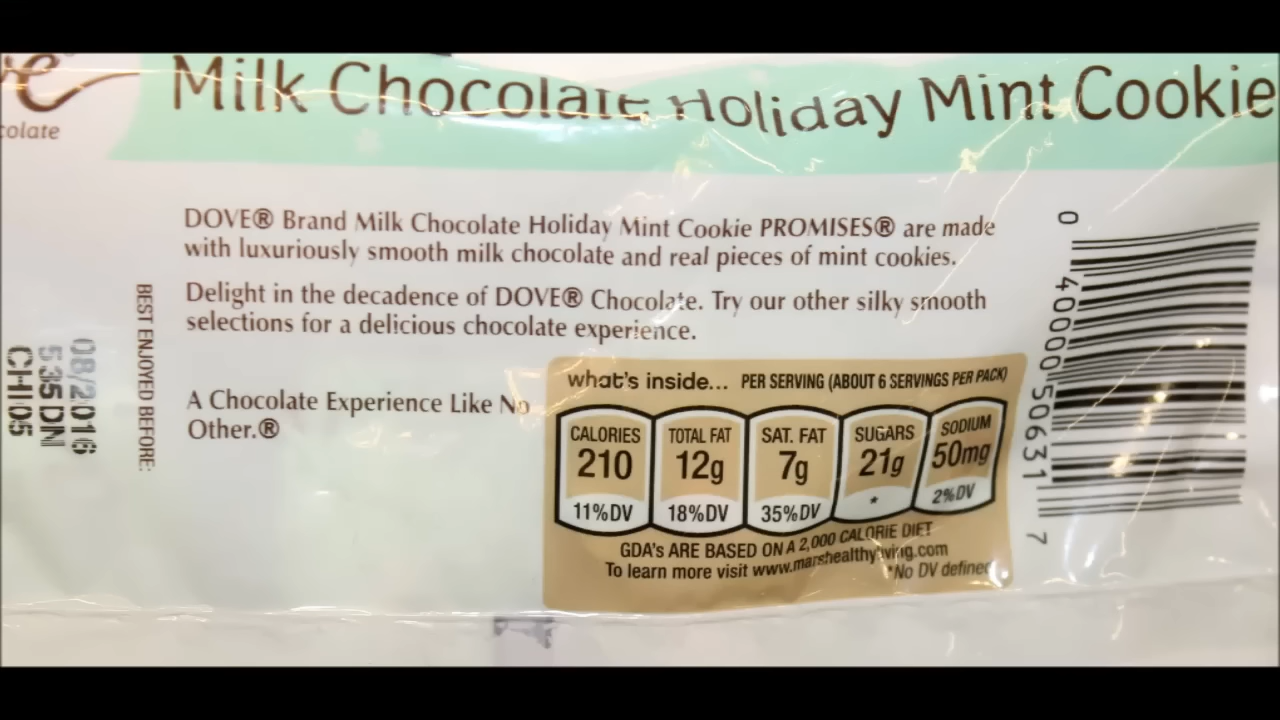 Milk Chocolate Holiday Mint Cookie
colate
DOVE® Brand Milk Chocolate Holiday Mint Cookie PROMISES® are made
with luxuriously smooth milk chocolate and real pieces of mint cookies.
Delight in the decadence of DOVE® Chocolate. Try our other silky smooth
selections for a delicious chocolate experience.
A Chocolate Experience Like No
Other.®
BEST ENJOYED BEFORE:
08/2016
535DN
CHI05
what's inside... PER SERVING (ABOUT 6 SERVINGS PER PACK)
CALORIES
210
11%DV
TOTAL FAT
12g
18%DV
SAT. FAT
7g
35%DV
SUGARS
21g
*
SODIUM
50mg
2%DV
GDA's ARE BASED ON A 2,000 CALORIE DIET
To learn more visit www.marshealthyliving.com
*No DV defined
0 40000 50631 7